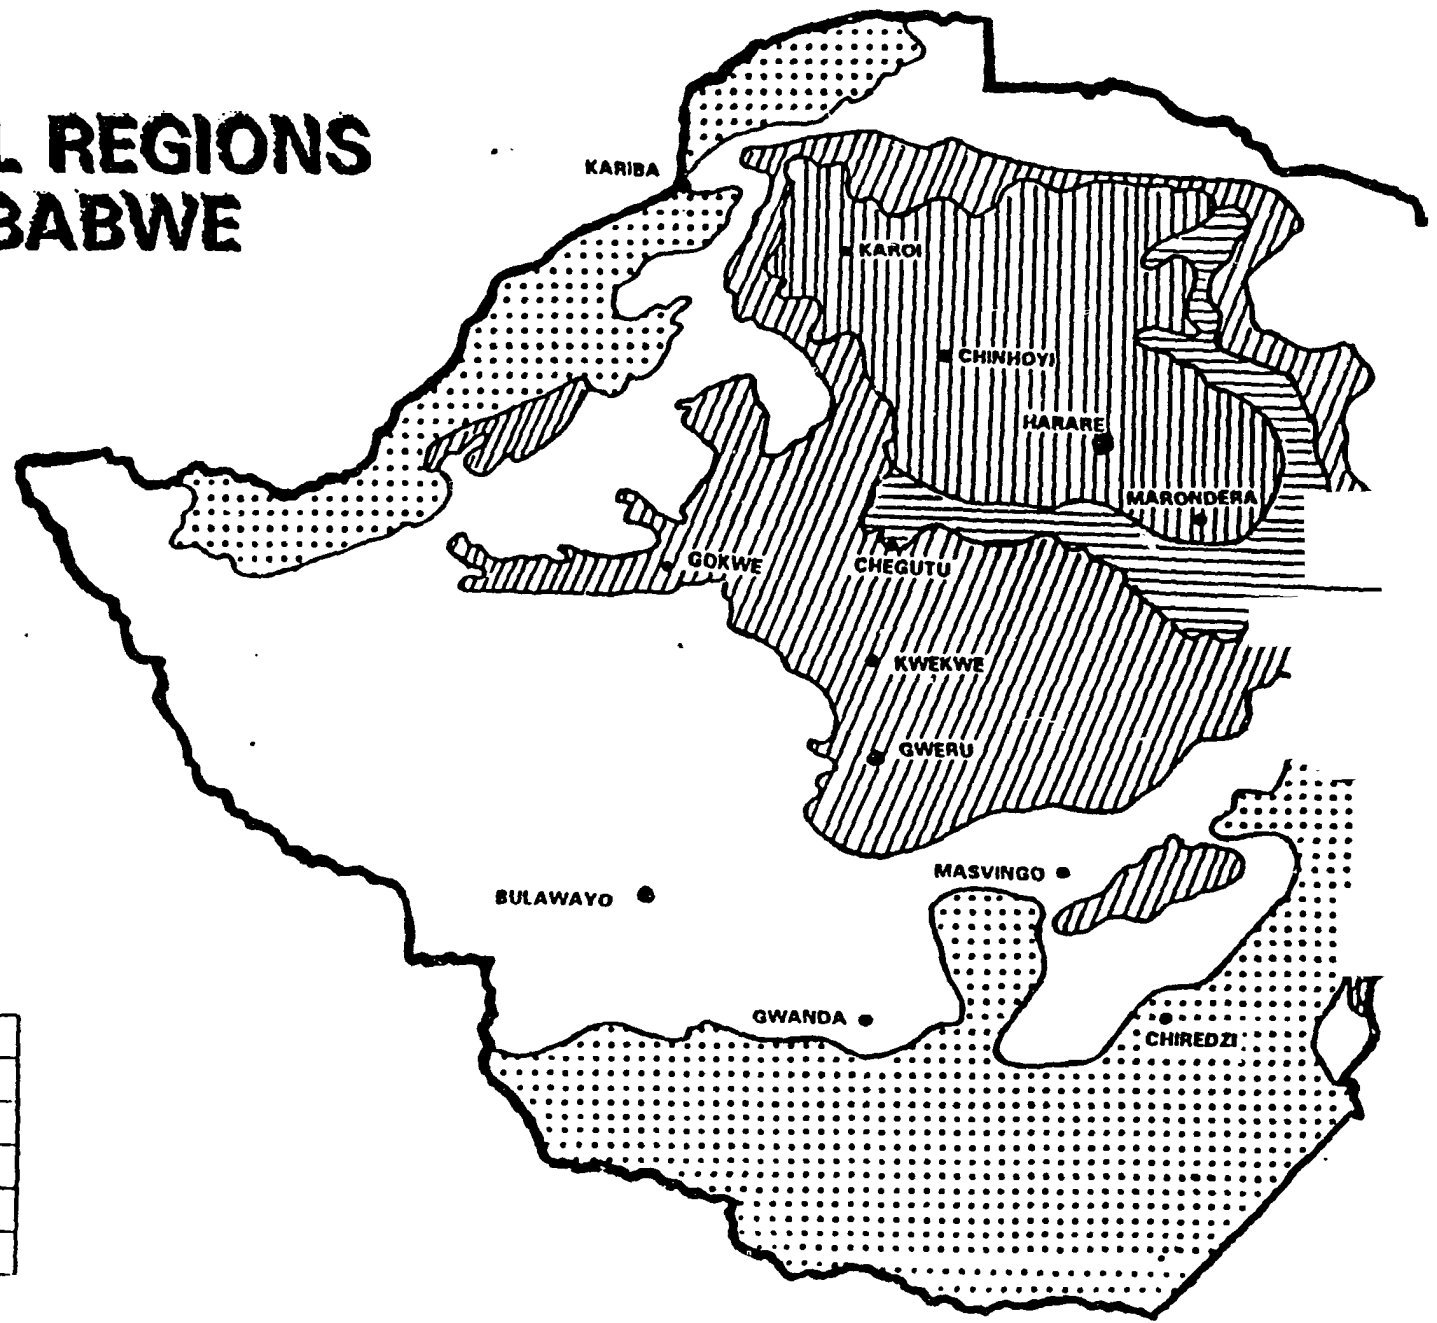 L REGIONS
BABWE
KARIBA
KAROI
CHINHOYI
HARARE
MARONDERA
GOKWE
CHEGUTU
KWEKWE
GWERU
MASVINGO
BULAWAYO
GWANDA
CHIREDZI